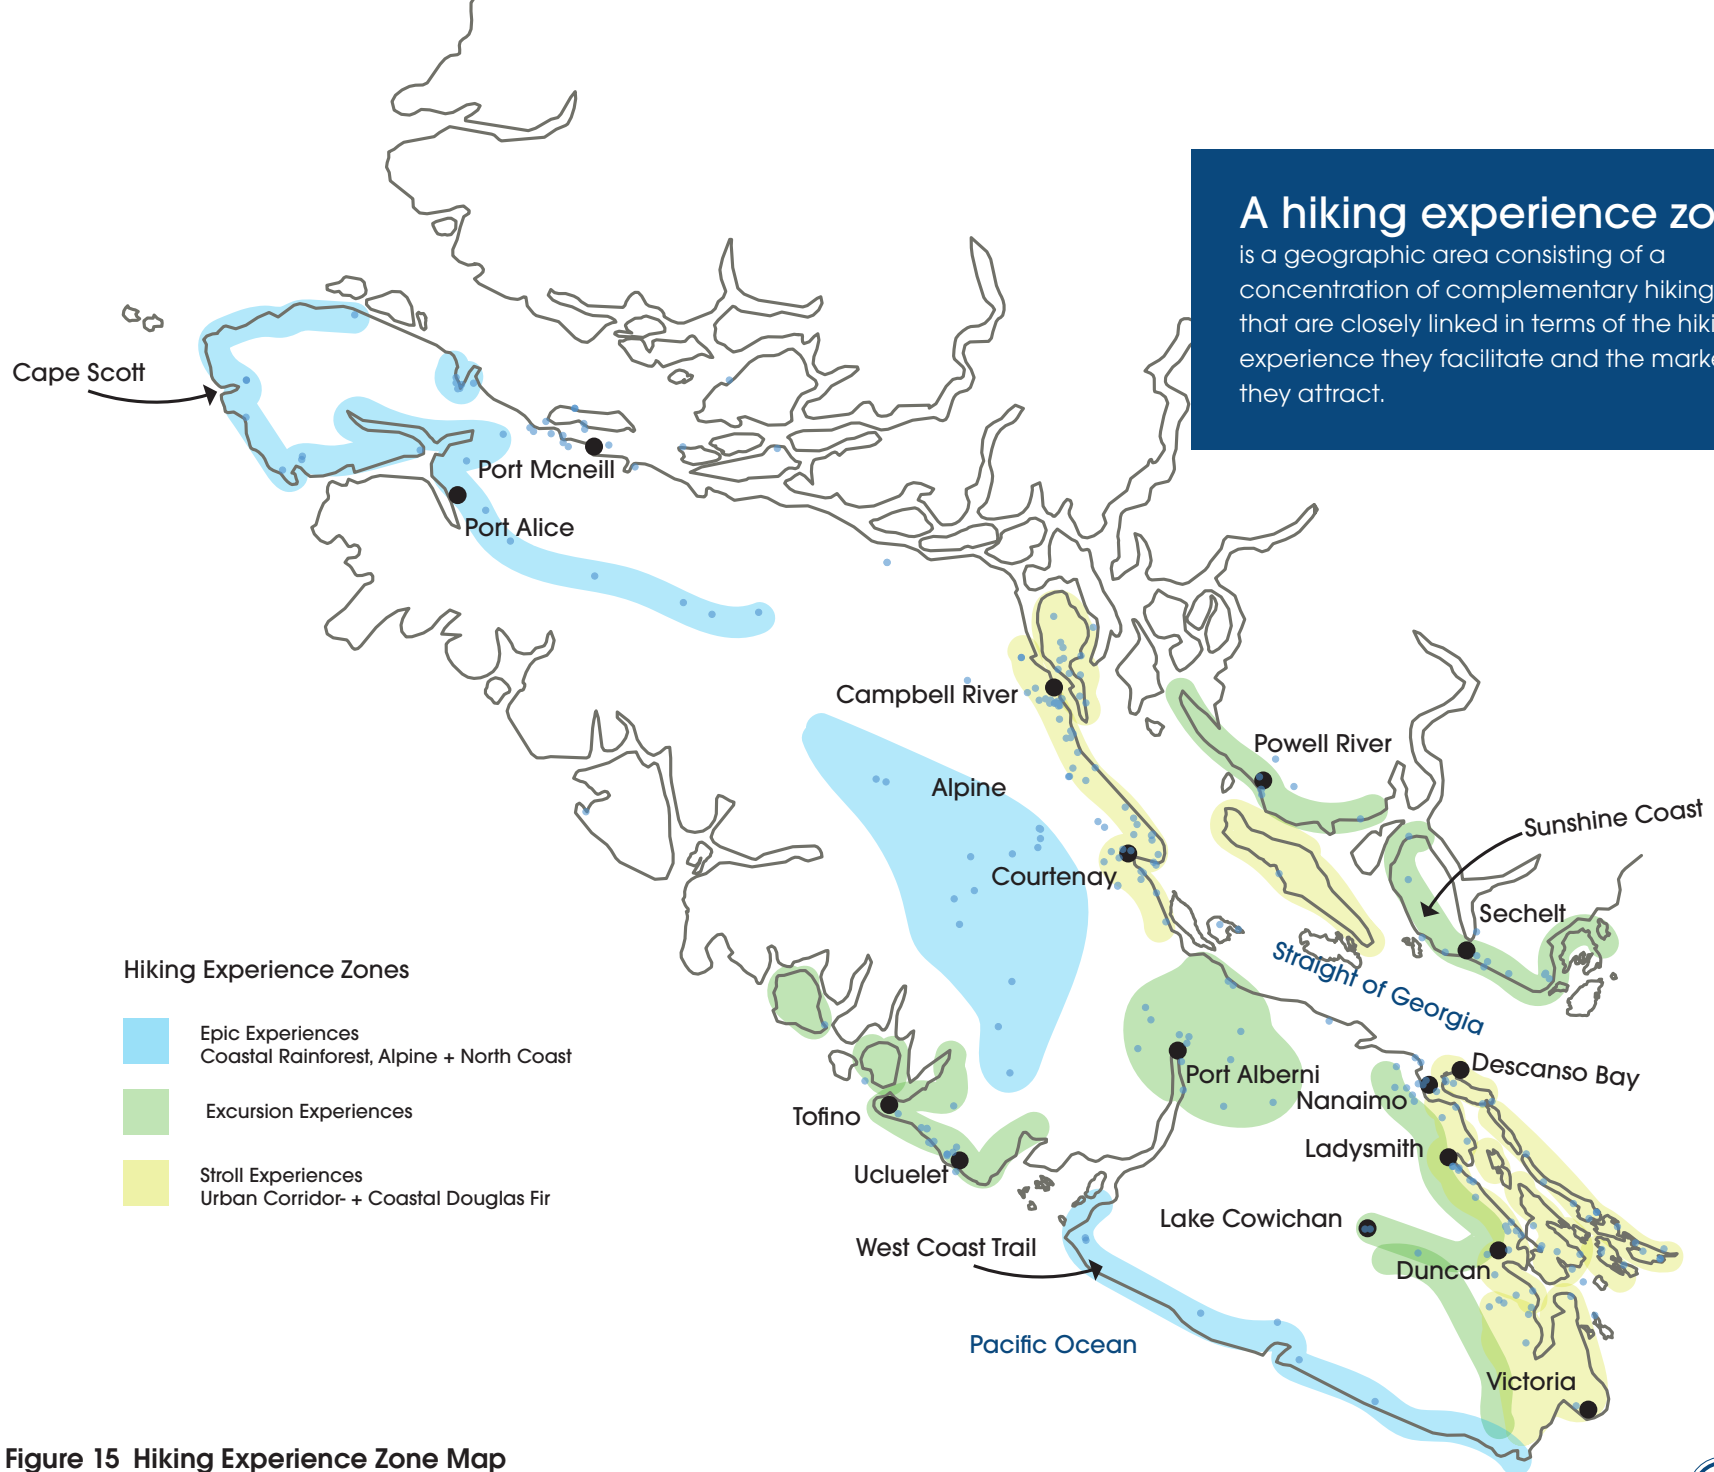 A hiking experience zo
is a geographic area consisting of a
concentration of complementary hiking
that are closely linked in terms of the hiki
experience they facilitate and the marke
they attract.
Cape Scott
Port Mcneill
Port Alice
Campbell River
Powell River
Alpine
Sunshine Coast
Courtenay
Sechelt
Straight of Georgia
Descanso Bay
Port Alberni
Nanaimo
Tofino
Ladysmith
Ucluelet
Lake Cowichan
West Coast Trail
Duncan
Pacific Ocean
Victoria
Hiking Experience Zones
Epic Experiences
Coastal Rainforest, Alpine + North Coast
Excursion Experiences
Stroll Experiences
Urban Corridor- + Coastal Douglas Fir
Figure 15 Hiking Experience Zone Map